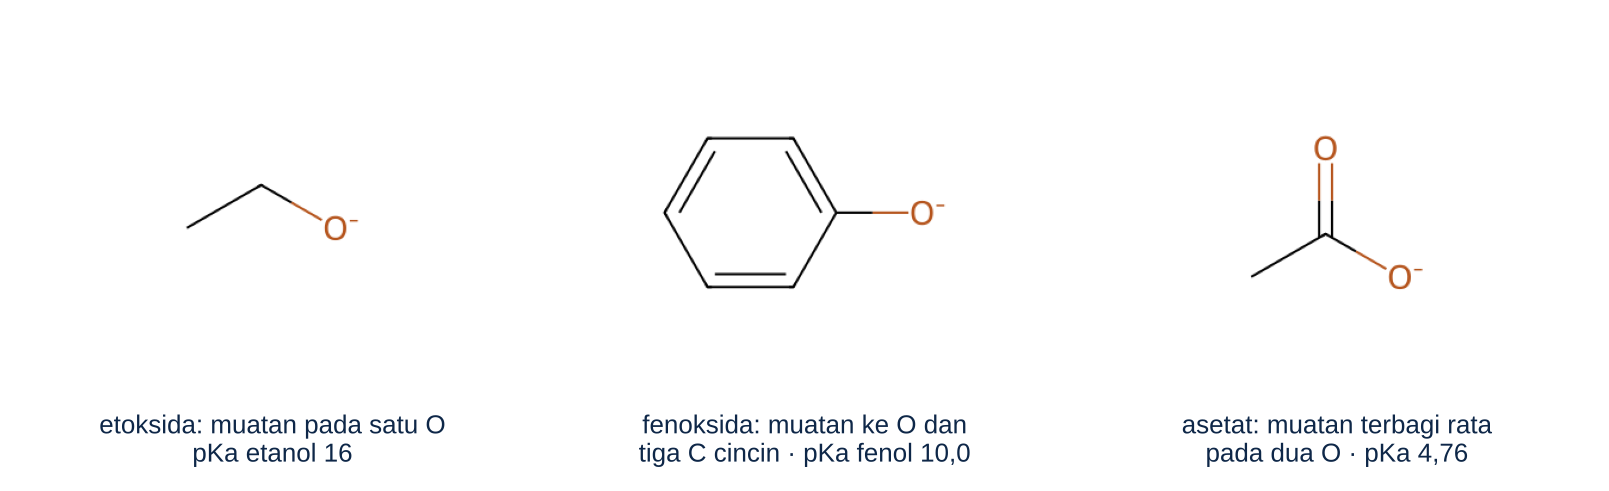 O⁻
O⁻
O
O⁻
etoksida: muatan pada satu O
pKa etanol 16
fenoksida: muatan ke O dan
tiga C cincin · pKa fenol 10,0
asetat: muatan terbagi rata
pada dua O · pKa 4,76